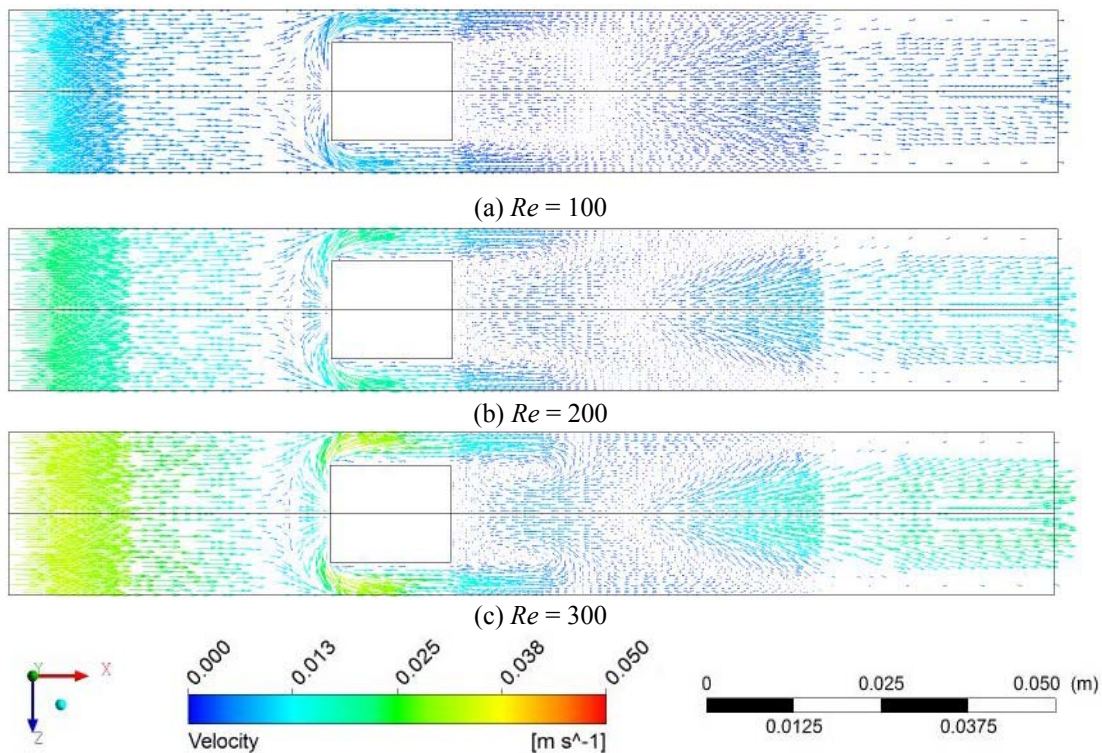 (a) Re = 100
(b) Re = 200
(c) Re = 300
Y X
Z
0.000 0.013 0.025 0.038 0.050
Velocity [m s^-1]
0 0.025 0.050 (m)
0.0125 0.0375